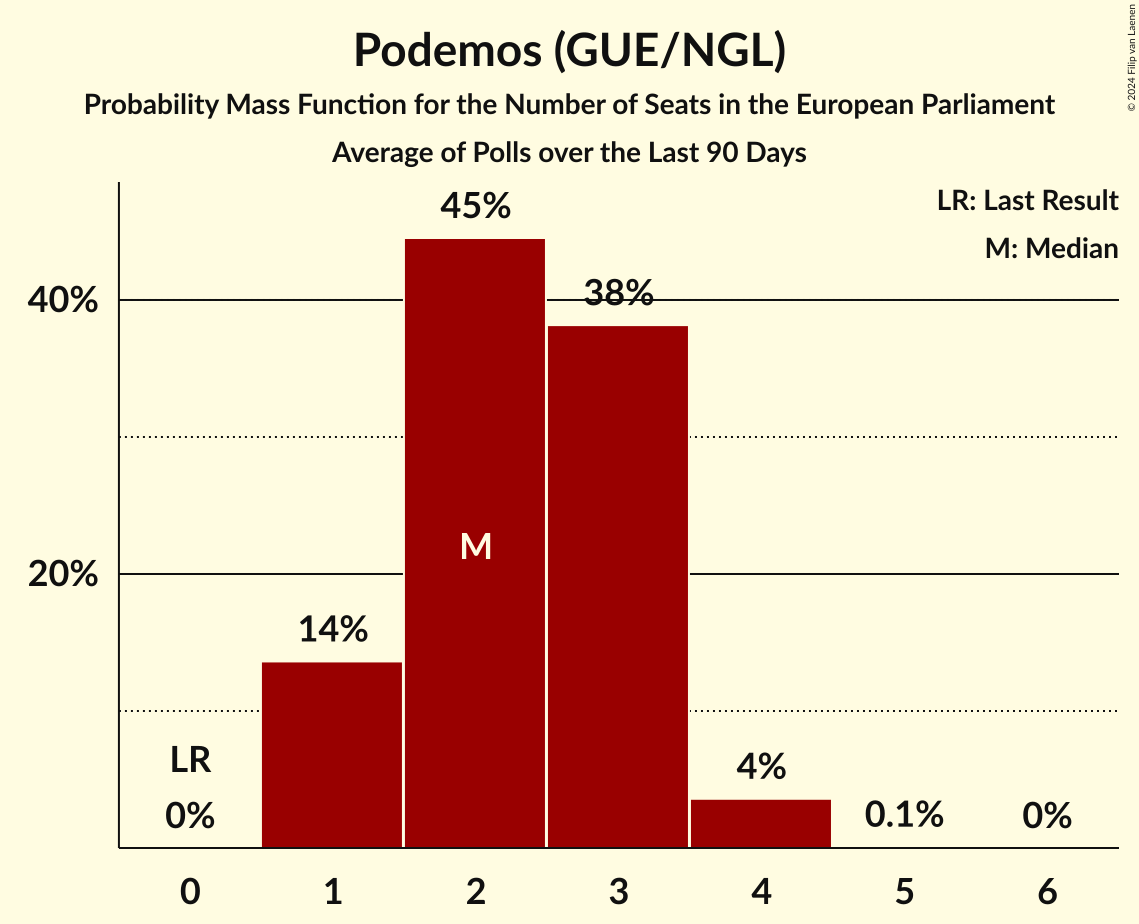 Podemos (GUE/NGL)
Probability Mass Function for the Number of Seats in the European Parliament
Average of Polls over the Last 90 Days
© 2024 Filip van Laenen
LR: Last Result
M: Median
45%
38%
40%
M
20%
14%
LR
0%
4%
0.1%
0%
0 1 2 3 4 5 6